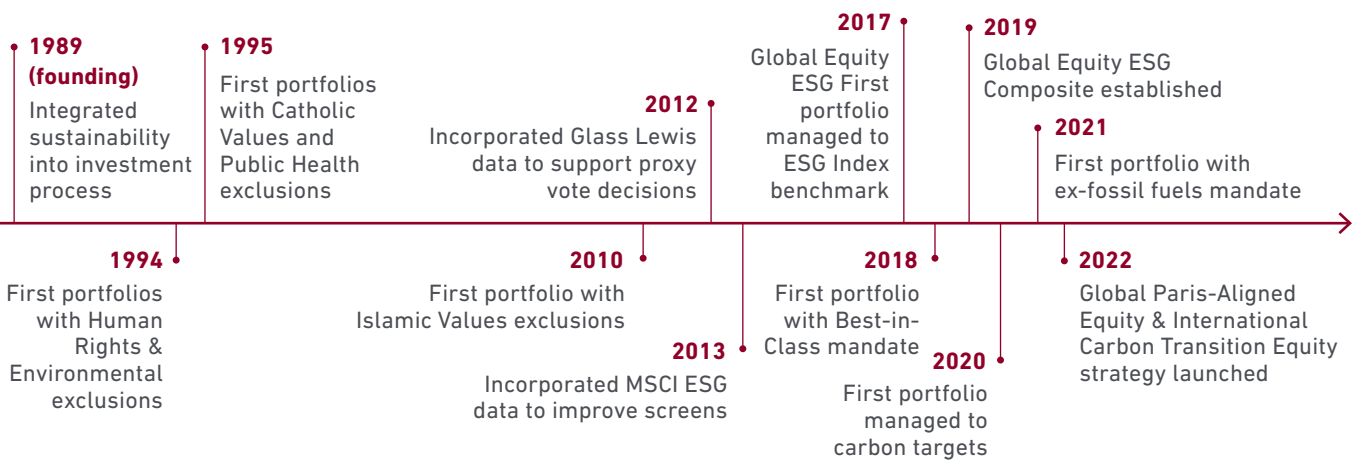 1989
(founding)
Integrated
sustainability
into investment
process
1994
First portfolios
with Human
Rights &
Environmental
exclusions
1995
First portfolios
with Catholic
Values and
Public Health
exclusions
2010
First portfolio with
Islamic Values exclusions
2012
Incorporated Glass Lewis
data to support proxy
vote decisions
2013
Incorporated MSCI ESG
data to improve screens
2017
Global Equity
ESG First
portfolio
managed to
ESG Index
benchmark
2018
First portfolio
with Best-in-
Class mandate
2019
Global Equity ESG
Composite established
2020
First portfolio
managed to
carbon targets
2021
First portfolio with
ex-fossil fuels mandate
2022
Global Paris-Aligned
Equity & International
Carbon Transition Equity
strategy launched